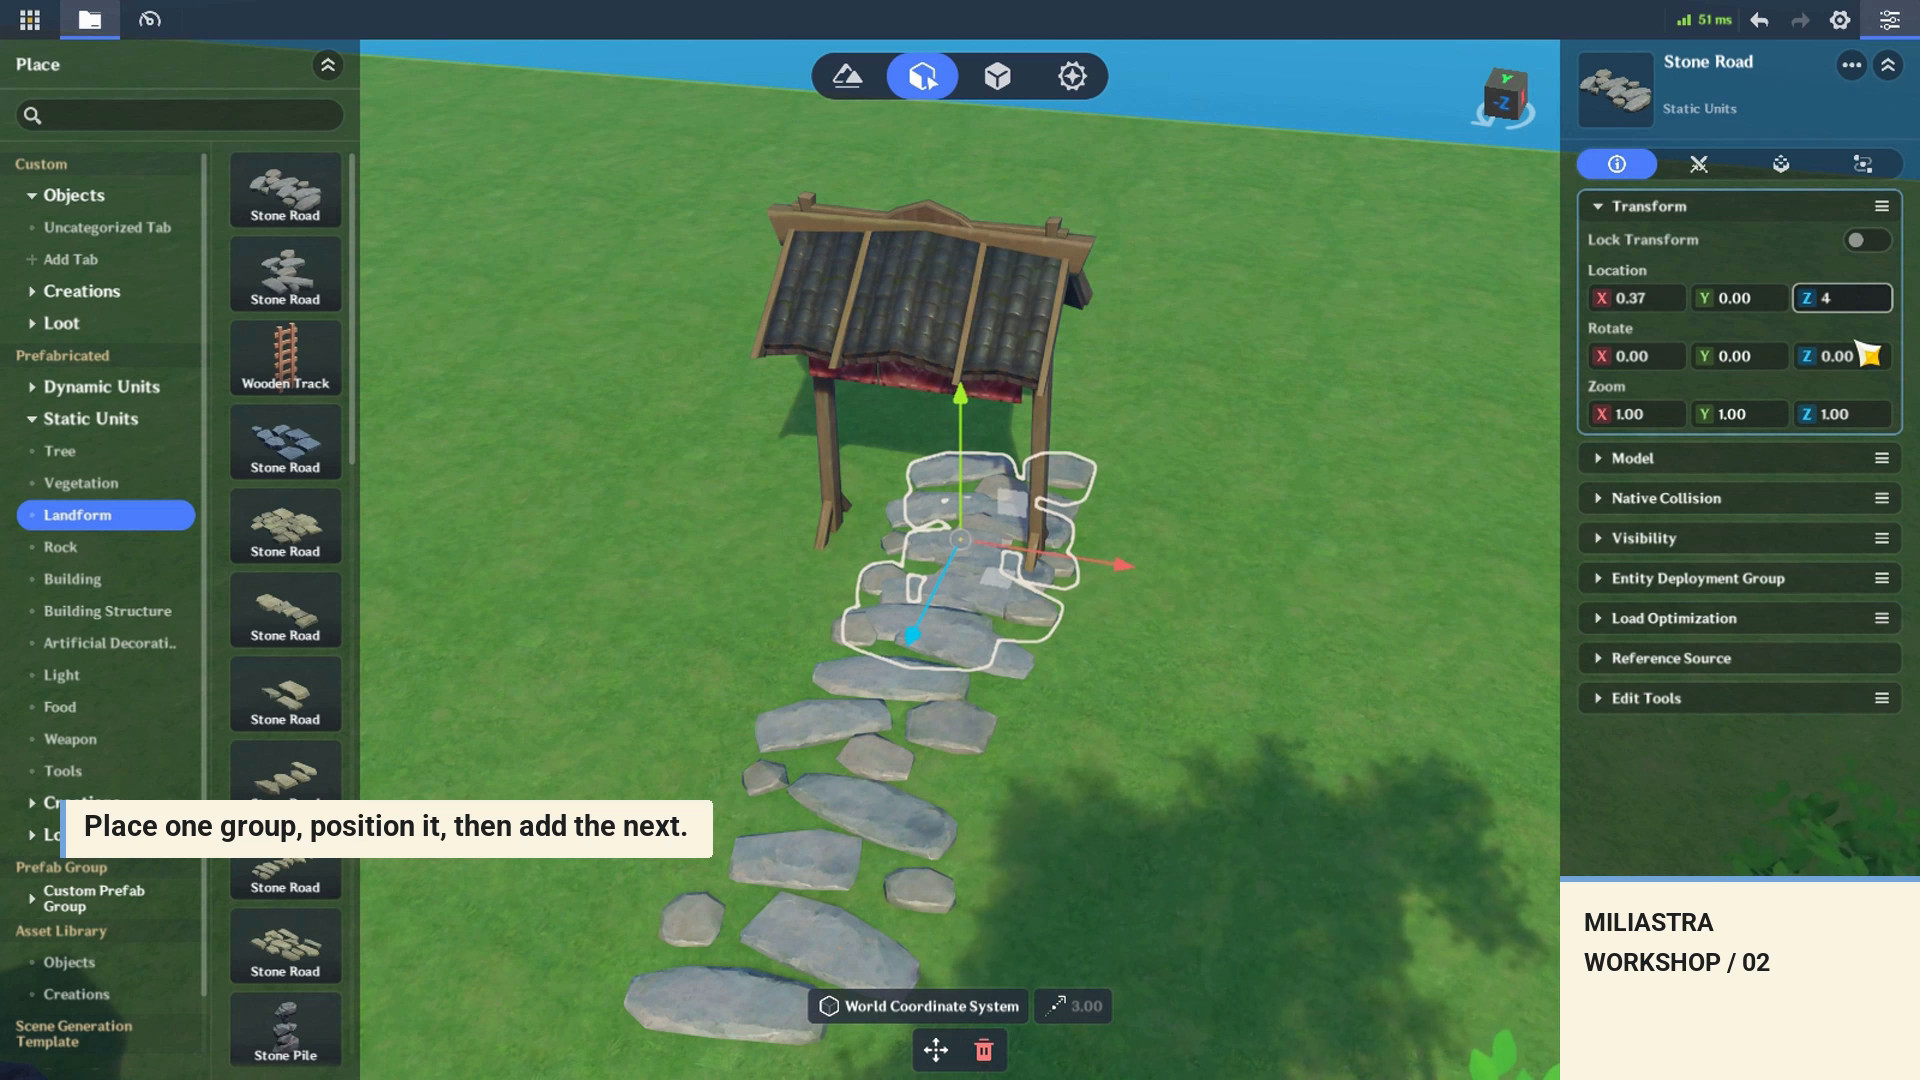 51 ms
Place
Custom
Objects
Uncategorized Tab
Add Tab
Creations
Loot
Prefabricated
Dynamic Units
Static Units
Tree
Vegetation
Landform
Rock
Building
Building Structure
Artificial Decorati..
Light
Food
Weapon
Tools
Prefab Group
Custom Prefab
Group
Asset Library
Objects
Creations
Scene Generation
Template
Stone Road
Stone Road
Wooden Track
Stone Road
Stone Road
Stone Road
Stone Road
Stone Road
Stone Road
Stone Pile
Place one group, position it, then add the next.
Y
-Z
World Coordinate System
3.00
Stone Road
Static Units
Transform
Lock Transform
Location
X 0.37 Y 0.00 Z 4
Rotate
X 0.00 Y 0.00 Z 0.00
Zoom
X 1.00 Y 1.00 Z 1.00
Model
Native Collision
Visibility
Entity Deployment Group
Load Optimization
Reference Source
Edit Tools
MILIASTRA
WORKSHOP / 02